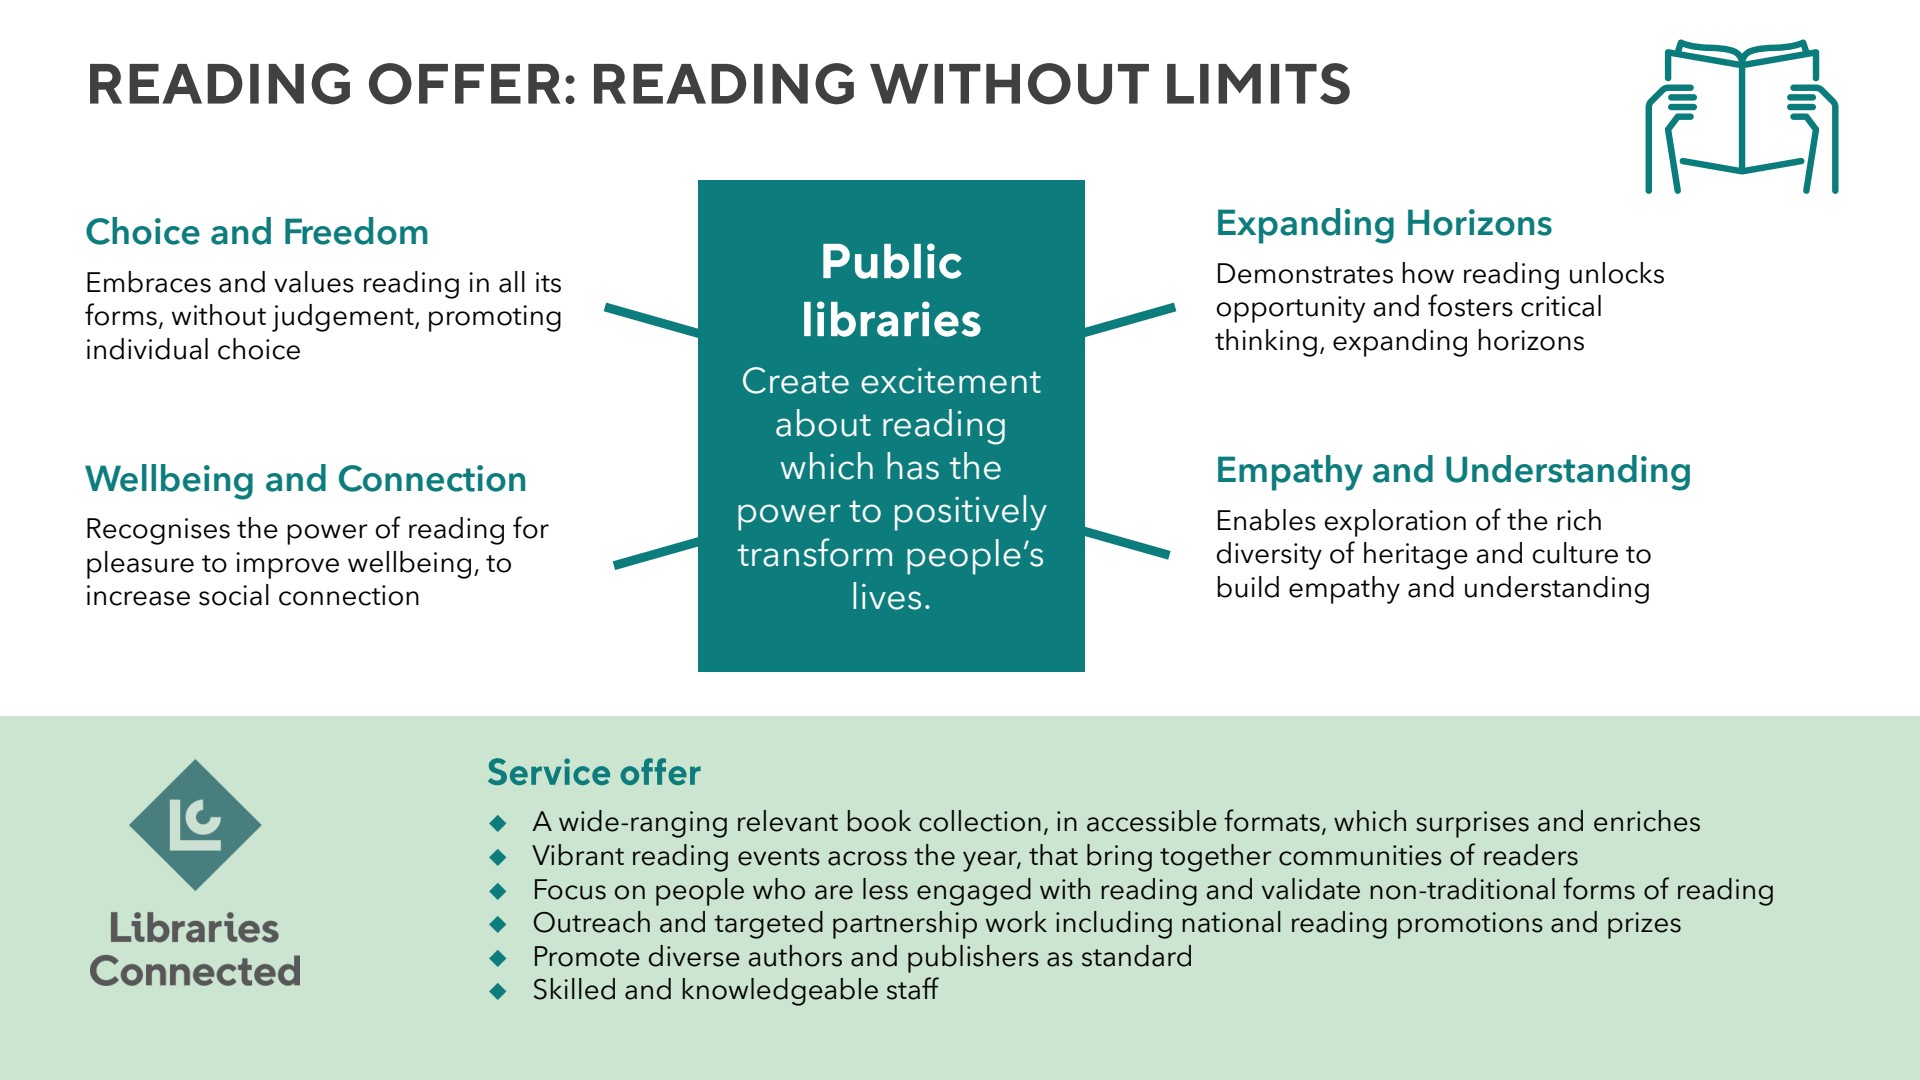 READING OFFER: READING WITHOUT LIMITS
Choice and Freedom
Embraces and values reading in all its
forms, without judgement, promoting
individual choice
Wellbeing and Connection
Recognises the power of reading for
pleasure to improve wellbeing, to
increase social connection
Public
libraries
Create excitement
about reading
which has the
power to positively
transform people’s
lives.
Expanding Horizons
Demonstrates how reading unlocks
opportunity and fosters critical
thinking, expanding horizons
Empathy and Understanding
Enables exploration of the rich
diversity of heritage and culture to
build empathy and understanding
LC
Libraries
Connected
Service offer
A wide-ranging relevant book collection, in accessible formats, which surprises and enriches
Vibrant reading events across the year, that bring together communities of readers
Focus on people who are less engaged with reading and validate non-traditional forms of reading
Outreach and targeted partnership work including national reading promotions and prizes
Promote diverse authors and publishers as standard
Skilled and knowledgeable staff